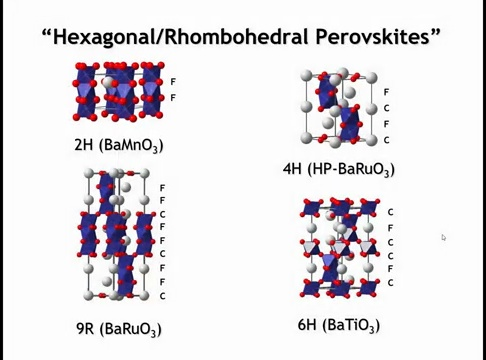 “Hexagonal/Rhombohedral Perovskites”
F
F
2H (BaMnO₃)
F
C
F
C
4H (HP-BaRuO₃)
F
F
C
F
F
C
F
F
C
9R (BaRuO₃)
C
F
C
C
F
C
6H (BaTiO₃)